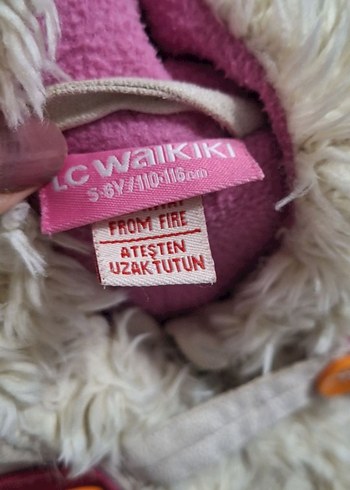 LC WAIKIKI
5-6Y/110-116cm
FROM FIRE
ATEŞTEN
UZAK TUTUN